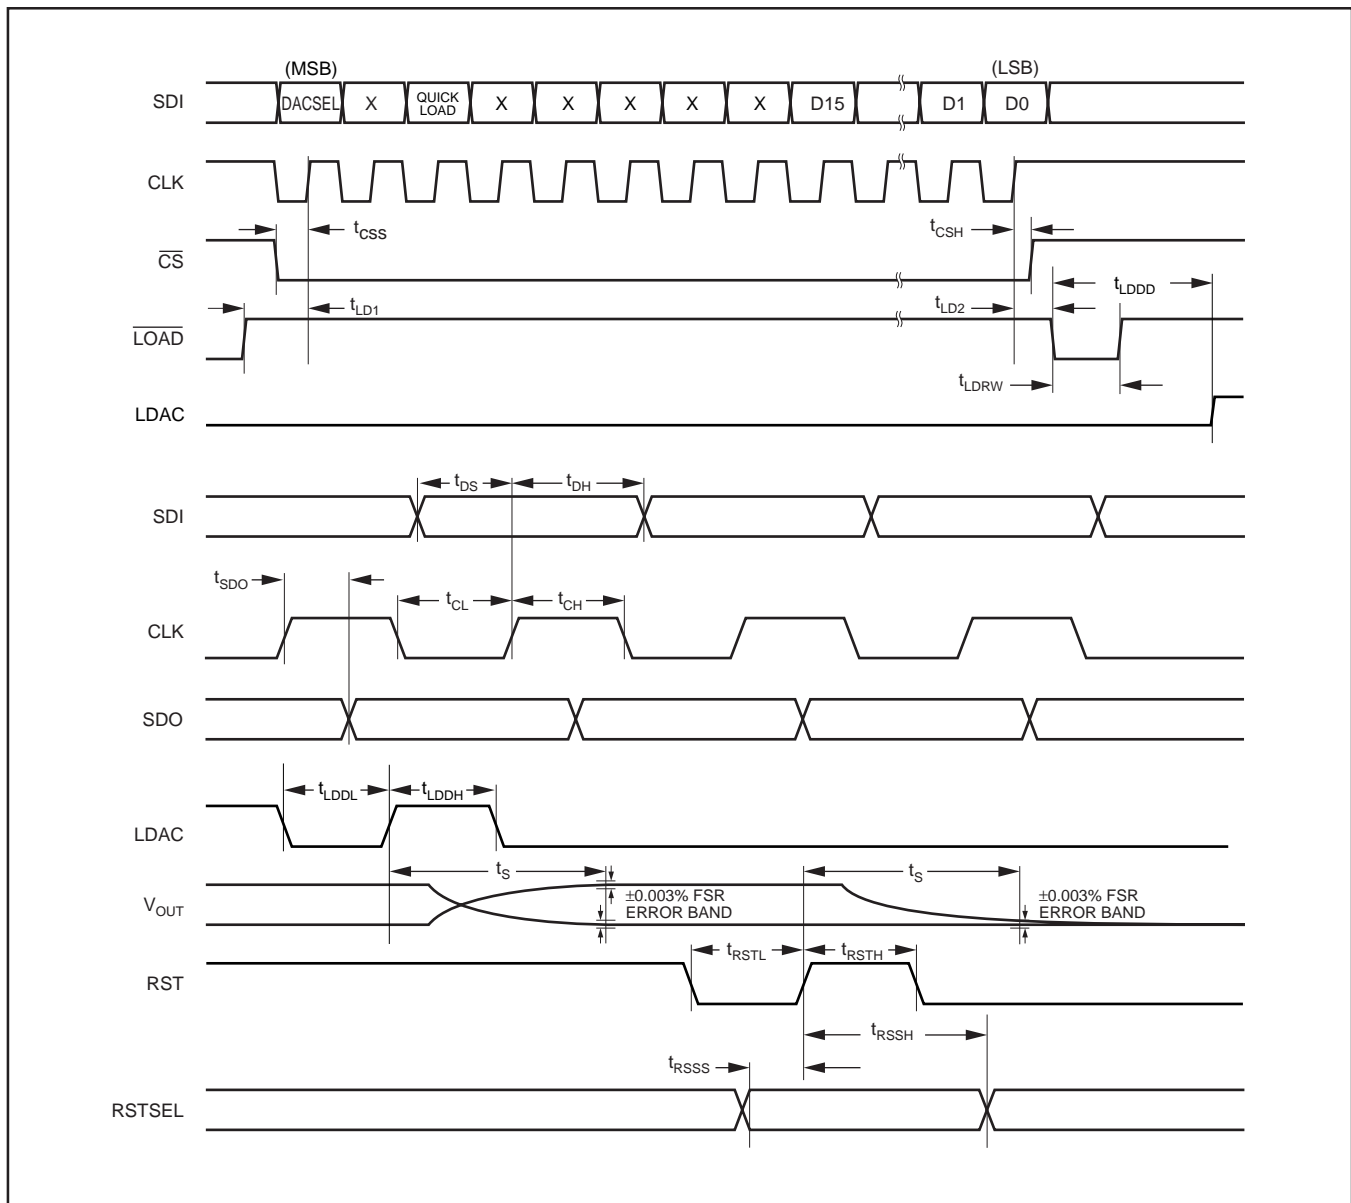 (MSB) (LSB)
SDI DACSEL X QUICK LOAD X X X X X D15 D1 D0
CLK
tCSS tCSH
CS
tLDDD
tLD1 tLD2
LOAD
tLDRW
LDAC
tDS tDH
SDI
tSDO
tCL tCH
CLK
SDO
tLDDL tLDDH
LDAC
tS tS
±0.003% FSR ±0.003% FSR
VOUT ERROR BAND ERROR BAND
tRSTL tRSTH
RST
tRSSH
tRSSS
RSTSEL